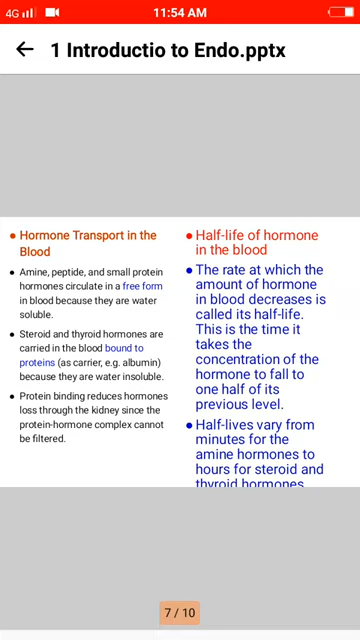 4G 11:54 AM
1 Introductio to Endo.pptx
• Hormone Transport in the
Blood
• Amine, peptide, and small protein
hormones circulate in a free form
in blood because they are water
soluble.
• Steroid and thyroid hormones are
carried in the blood bound to
proteins (as carrier, e.g. albumin)
because they are water insoluble.
• Protein binding reduces hormones
loss through the kidney since the
protein-hormone complex cannot
be filtered.
• Half-life of hormone
in the blood
• The rate at which the
amount of hormone
in blood decreases is
called its half-life.
This is the time it
takes the
concentration of the
hormone to fall to
one half of its
previous level.
• Half-lives vary from
minutes for the
amine hormones to
hours for steroid and
thyroid hormones
7 / 10